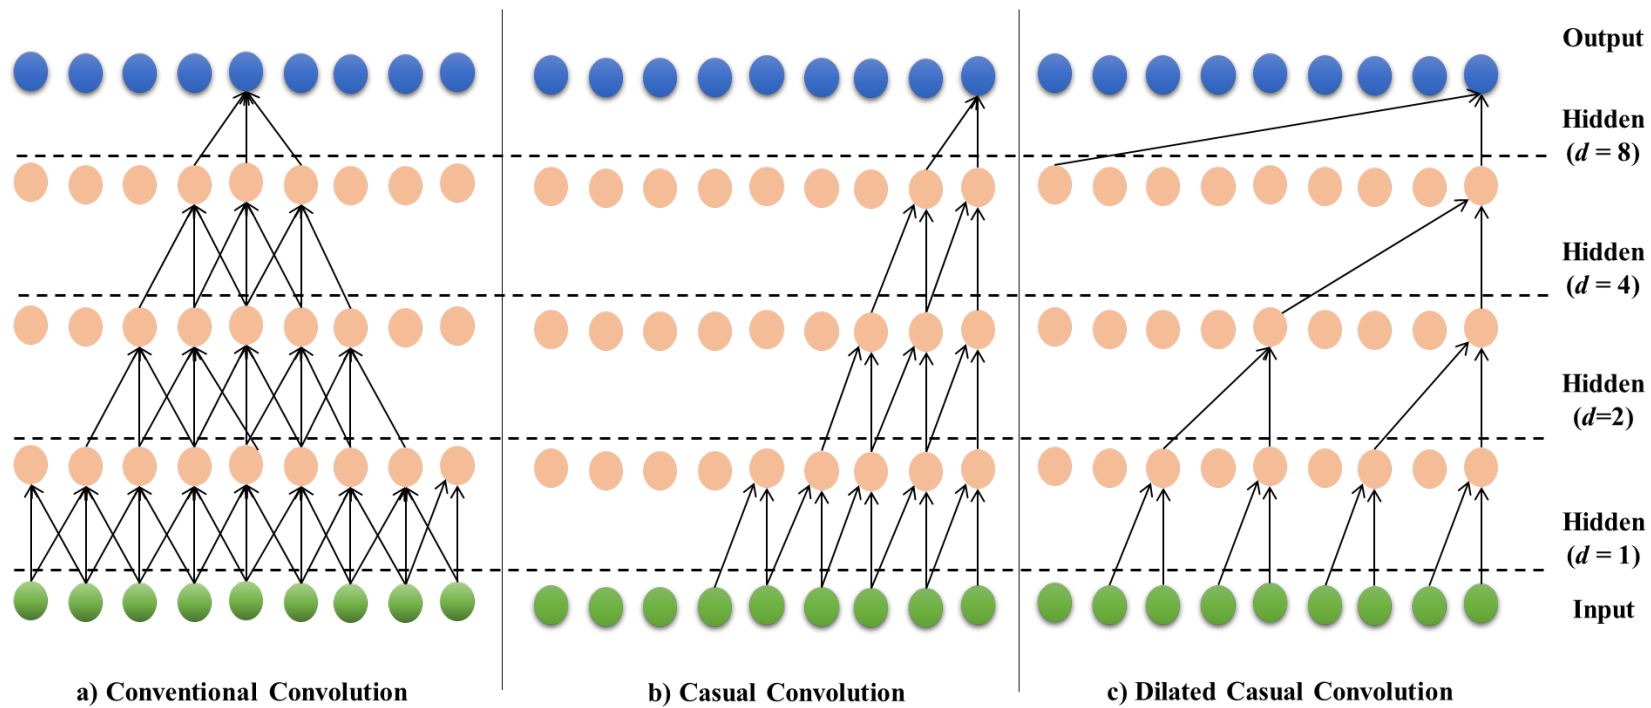 Output
Hidden
(d = 8)
Hidden
(d = 4)
Hidden
(d=2)
Hidden
(d = 1)
Input
a) Conventional Convolution
b) Casual Convolution
c) Dilated Casual Convolution